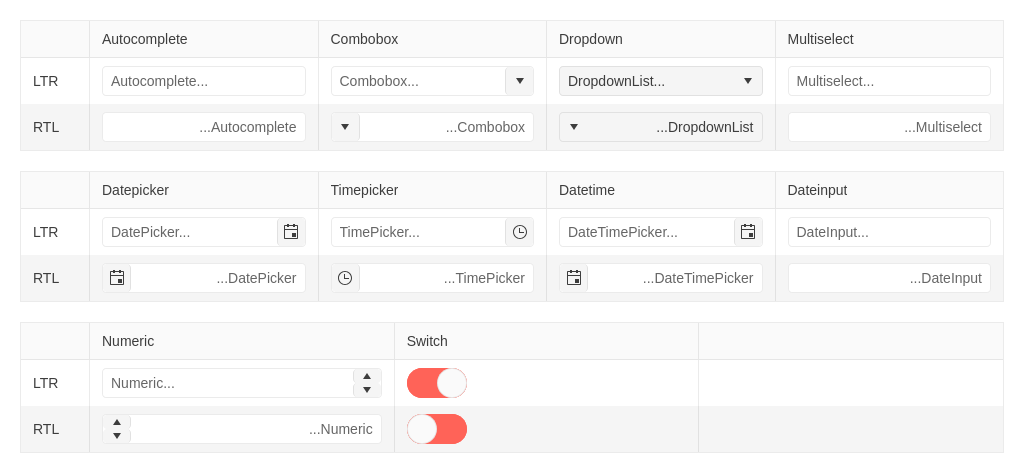 Autocomplete Combobox Dropdown Multiselect
LTR Autocomplete... Combobox... DropdownList... Multiselect...
RTL ...Autocomplete ...Combobox ...DropdownList ...Multiselect
Datepicker Timepicker Datetime Dateinput
LTR DatePicker... TimePicker... DateTimePicker... DateInput...
RTL ...DatePicker ...TimePicker ...DateTimePicker ...DateInput
Numeric Switch
LTR Numeric...
RTL ...Numeric